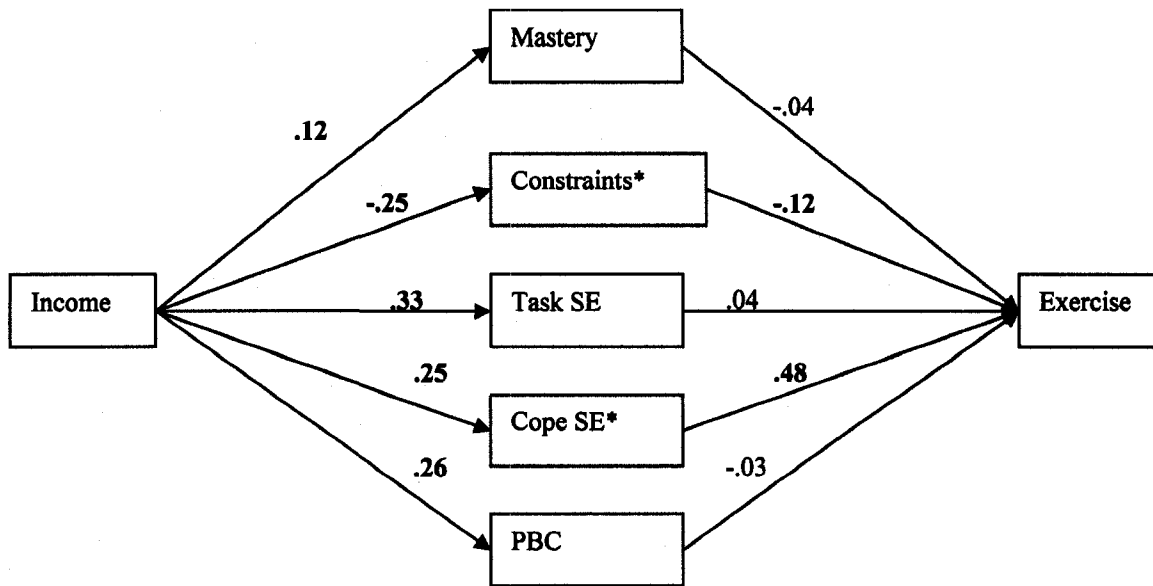 Mastery
-.04
.12
Constraints*
-.25
-.12
Income
.33
Task SE
.04
Exercise
.25
.48
Cope SE*
.26
-.03
PBC